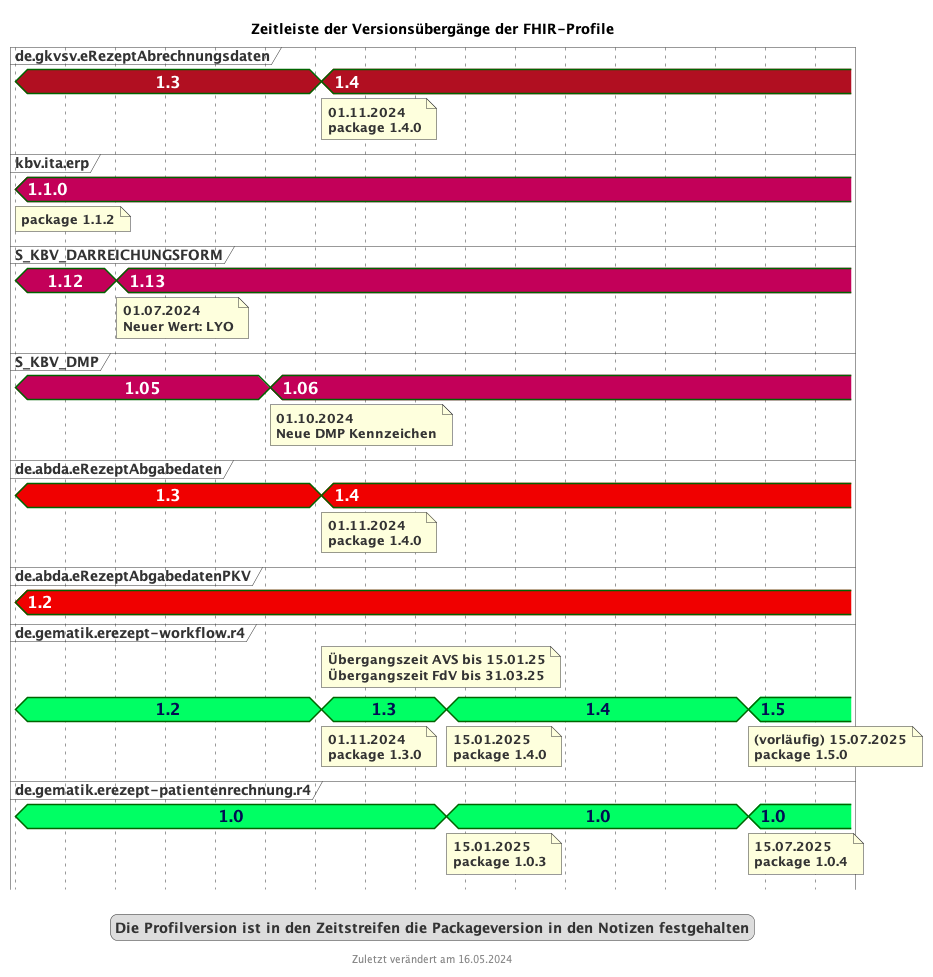 Zeitleiste der Versionsübergänge der FHIR-Profile
de.gkvsv.eRezeptAbrechnungsdaten
1.3
1.4
01.11.2024
package 1.4.0
kbv.ita.erp
1.1.0
package 1.1.2
S_KBV_DARREICHUNGSFORM
1.12
1.13
01.07.2024
Neuer Wert: LYO
S_KBV_DMP
1.05
1.06
01.10.2024
Neue DMP Kennzeichen
de.abda.eRezeptAbgabedaten
1.3
1.4
01.11.2024
package 1.4.0
de.abda.eRezeptAbgabedatenPKV
1.2
de.gematik.erezept-workflow.r4
Übergangszeit AVS bis 15.01.25
Übergangszeit FdV bis 31.03.25
1.2
1.3
1.4
1.5
01.11.2024
package 1.3.0
15.01.2025
package 1.4.0
(vorläufig) 15.07.2025
package 1.5.0
de.gematik.erezept-patientenrechnung.r4
1.0
1.0
1.0
15.01.2025
package 1.0.3
15.07.2025
package 1.0.4
Die Profilversion ist in den Zeitstreifen die Packageversion in den Notizen festgehalten
Zuletzt verändert am 16.05.2024